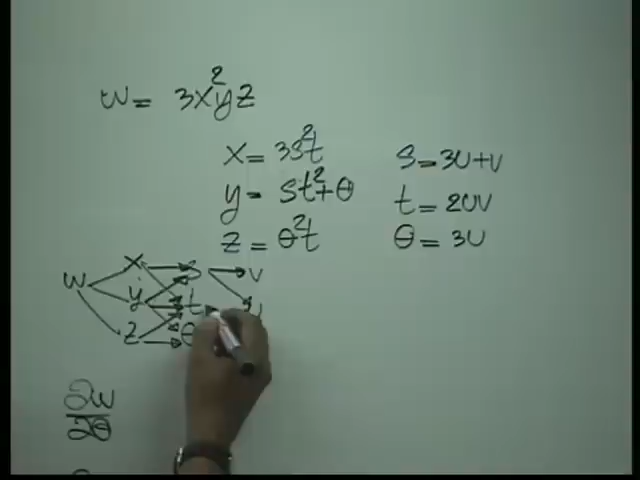 w = 3x²yz
x = 3s²t    s = 3u+v
y = st²+θ    t = 2uv
z = θ²t    θ = 3u
x s v
w y t u
z θ
∂w
∂θ